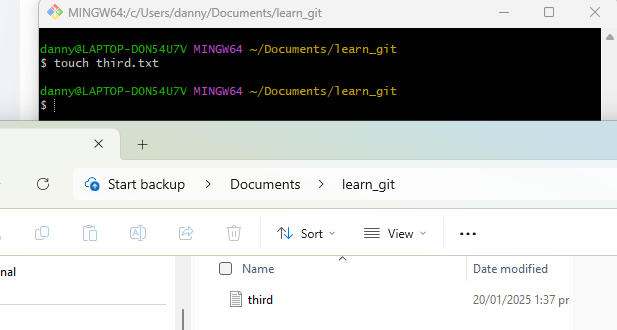 MINGW64:/c/Users/danny/Documents/learn_git
danny@LAPTOP-DON54U7V MINGW64 ~/Documents/learn_git
$ touch third.txt
danny@LAPTOP-DON54U7V MINGW64 ~/Documents/learn_git
$
Start backup > Documents > learn_git
Sort View
nal
Name Date modified
third 20/01/2025 1:37 pr